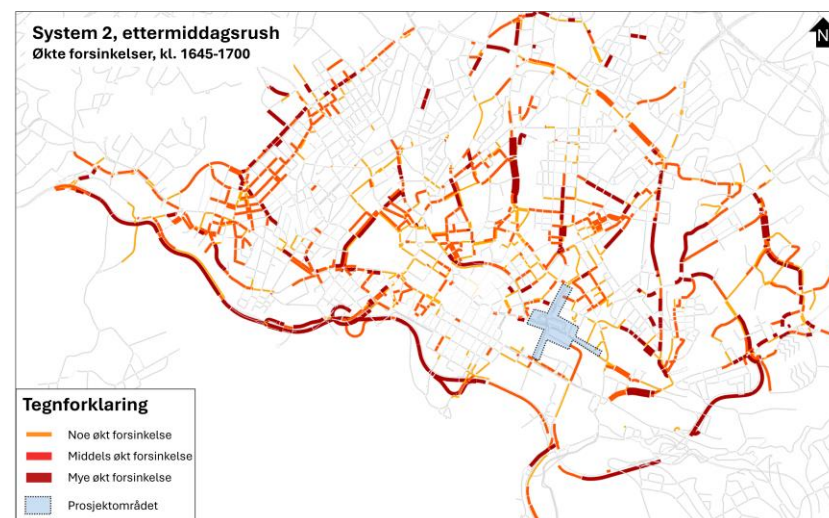 System 2, ettermiddagsrush
Økte forsinkelser, kl. 1645-1700
N
Tegnforklaring
Noe økt forsinkelse
Middels økt forsinkelse
Mye økt forsinkelse
Prosjektområdet